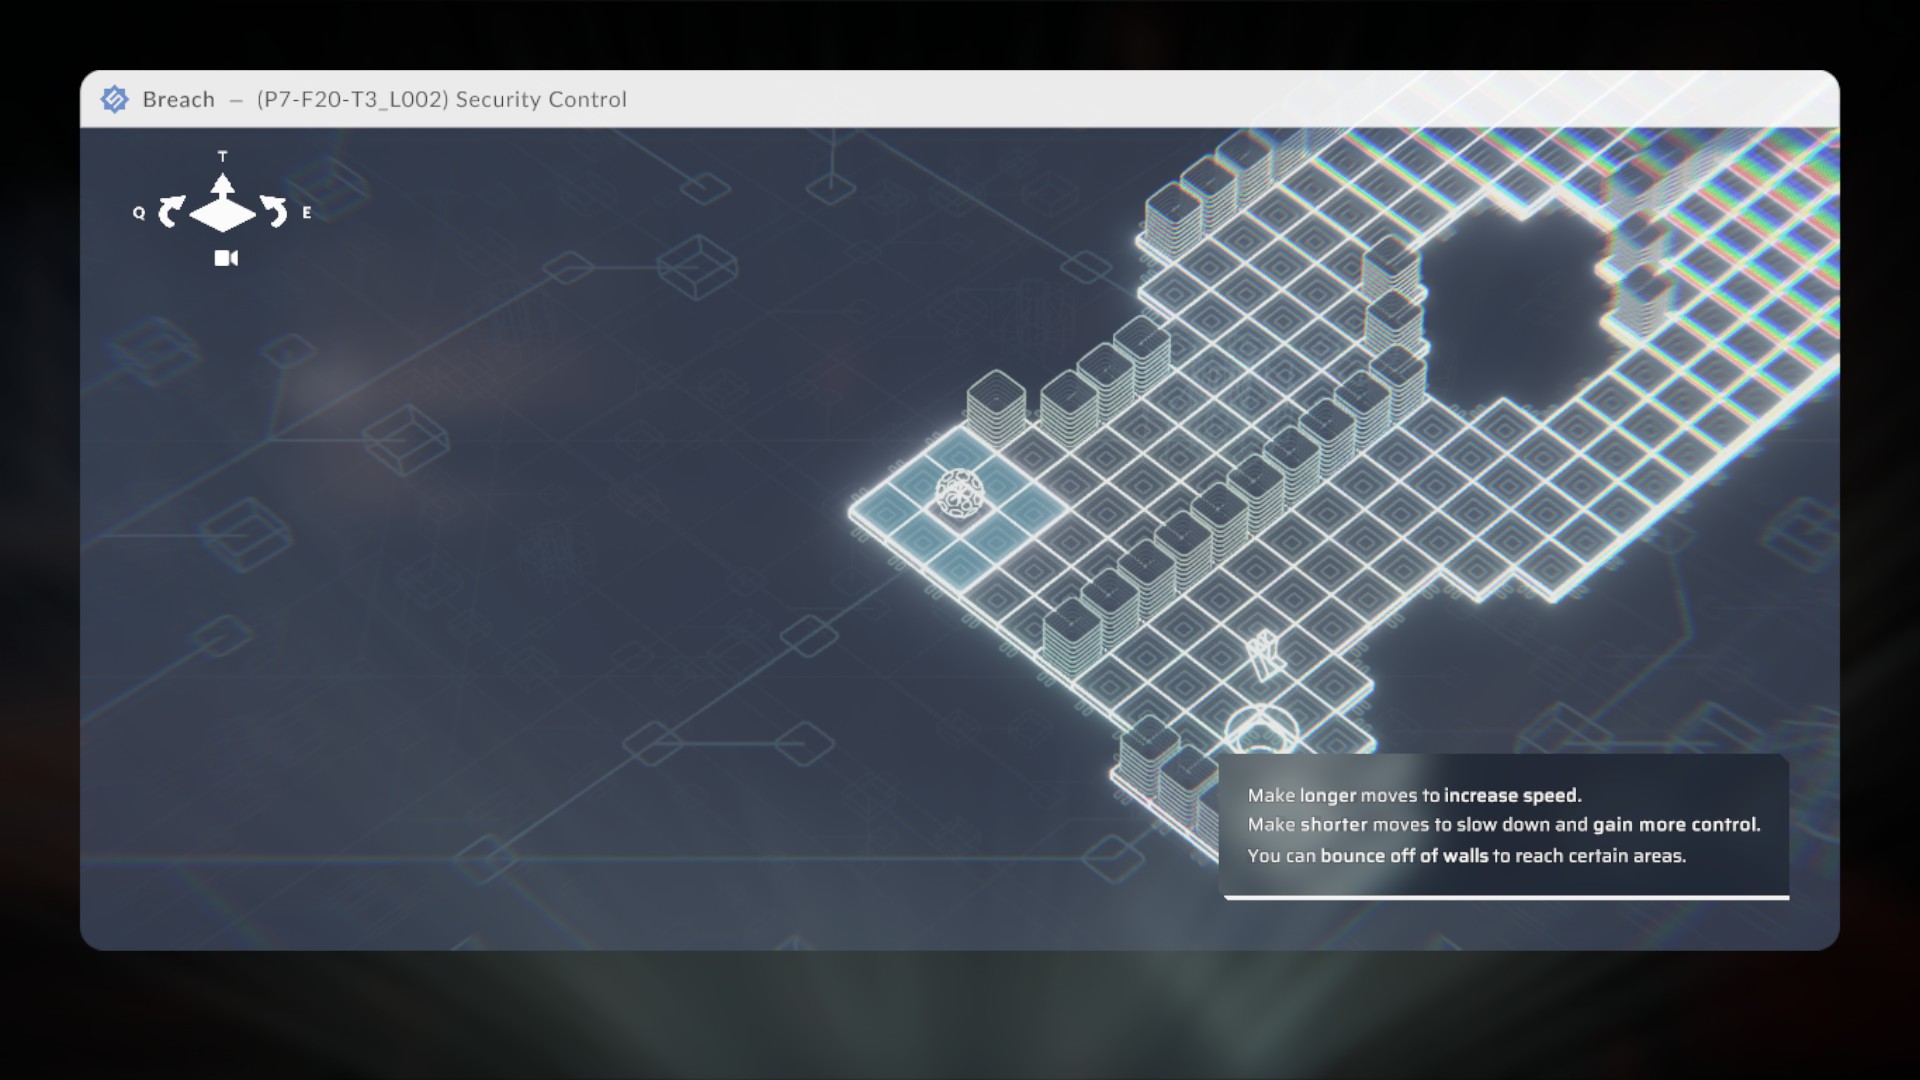 Breach – (P7-F20-T3_L002) Security Control
T
Q
E
Make longer moves to increase speed.
Make shorter moves to slow down and gain more control.
You can bounce off of walls to reach certain areas.